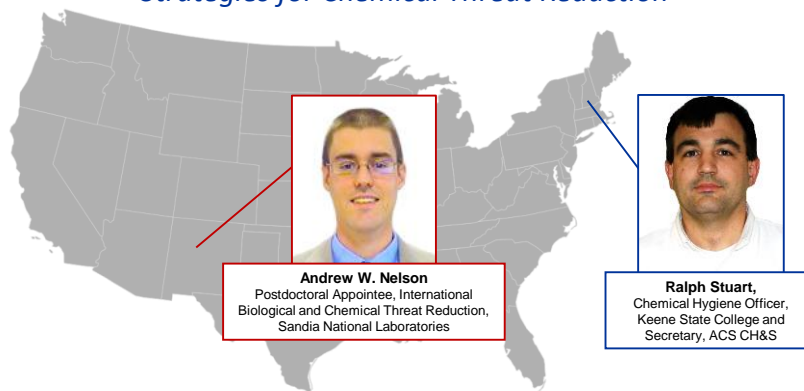 Strategies for Chemical Threat Reduction
Andrew W. Nelson
Postdoctoral Appointee, International
Biological and Chemical Threat Reduction,
Sandia National Laboratories
Ralph Stuart,
Chemical Hygiene Officer,
Keene State College and
Secretary, ACS CH&S